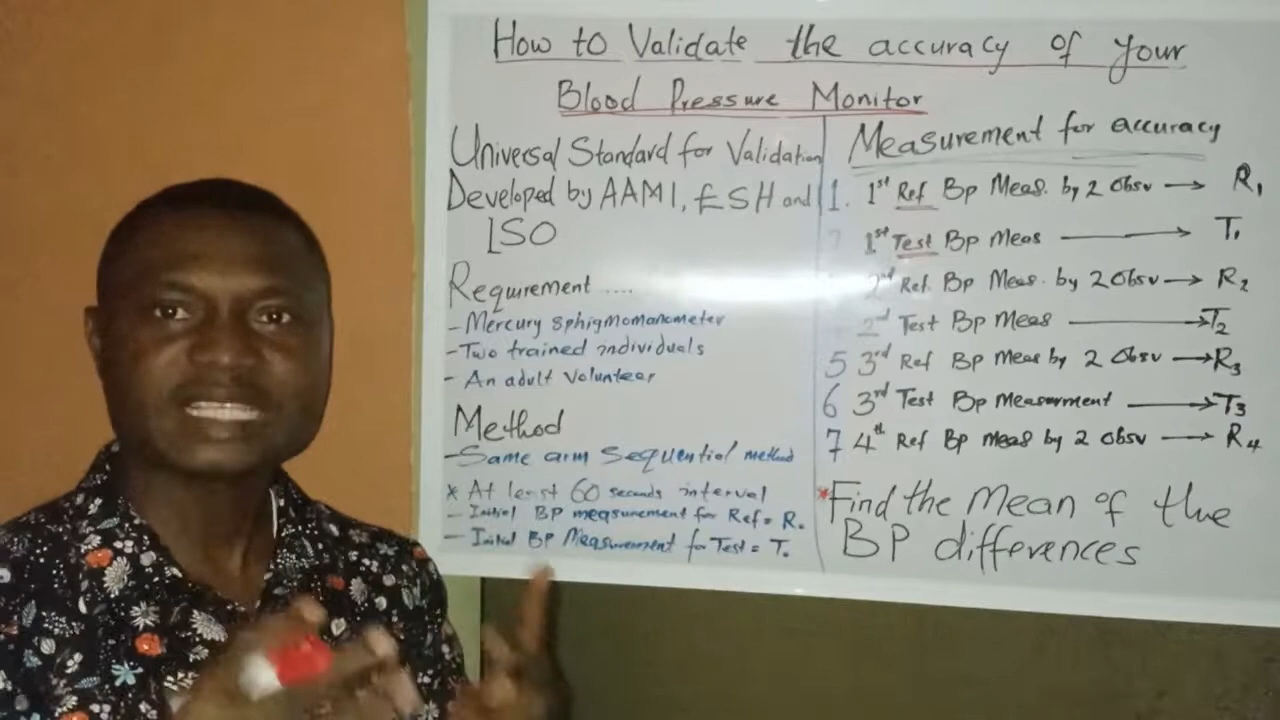 How to Validate the accuracy of your
Blood Pressure Monitor
Universal Standard for Validation
Developed by AAMI, ESH and
ISO
Requirement ....
- Mercury Sphigmomanometer
- Two trained individuals
- An adult Volunteer
Method
- Same arm Sequential method
* At least 60 seconds interval
- Initial BP measurement for Ref = R₀
- Initial BP Measurement for Test = T₀
Measurement for accuracy
1. 1st Ref Bp Meas. by 2 Obsv → R₁
1st Test Bp Meas → T₁
2nd Ref. Bp Meas. by 2 Obsv → R₂
2nd Test Bp Meas → T₂
5 3rd Ref Bp Meas by 2 Obsv → R₃
6 3rd Test Bp Measurment → T₃
7 4th Ref Bp Meas by 2 obsv → R₄
* Find the Mean of the
BP differences